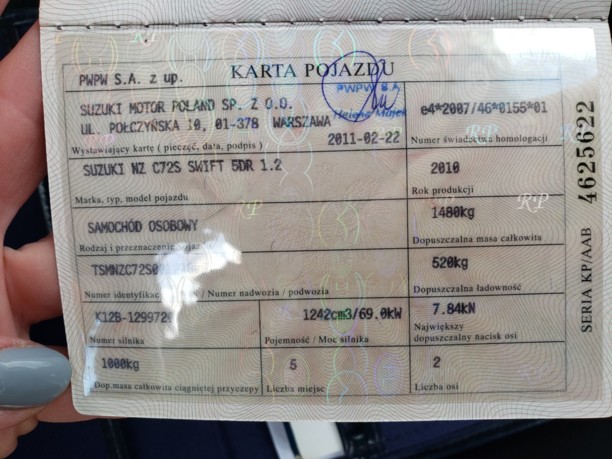 PWPW S.A. z up.
KARTA POJAZDU
PWPW S.A.
SUZUKI MOTOR POLAND SP. Z O.O.
UL. POŁCZYŃSKA 10, 01-378 WARSZAWA
2011-02-22
Wystawiający kartę ( pieczęć, data, podpis )
e4*2007/46*0155*01
Numer świadectwa homologacji
SUZUKI NZ C72S SWIFT 5DR 1.2
Marka, typ, model pojazdu
2010
Rok produkcji
SAMOCHÓD OSOBOWY
Rodzaj i przeznaczenie pojazdu
1480kg
Dopuszczalna masa całkowita
Numer / Numer nadwozia / podwozia
520kg
Dopuszczalna ładowność
Numer silnika
1242cm3/69.0kW
Pojemność / Moc silnika
7.84kN
Największy
dopuszczalny nacisk osi
1000kg
Dop.masa całkowita ciągniętej przyczepy
5
Liczba miejsc
2
Liczba osi
SERIA KP/AAB 4625622